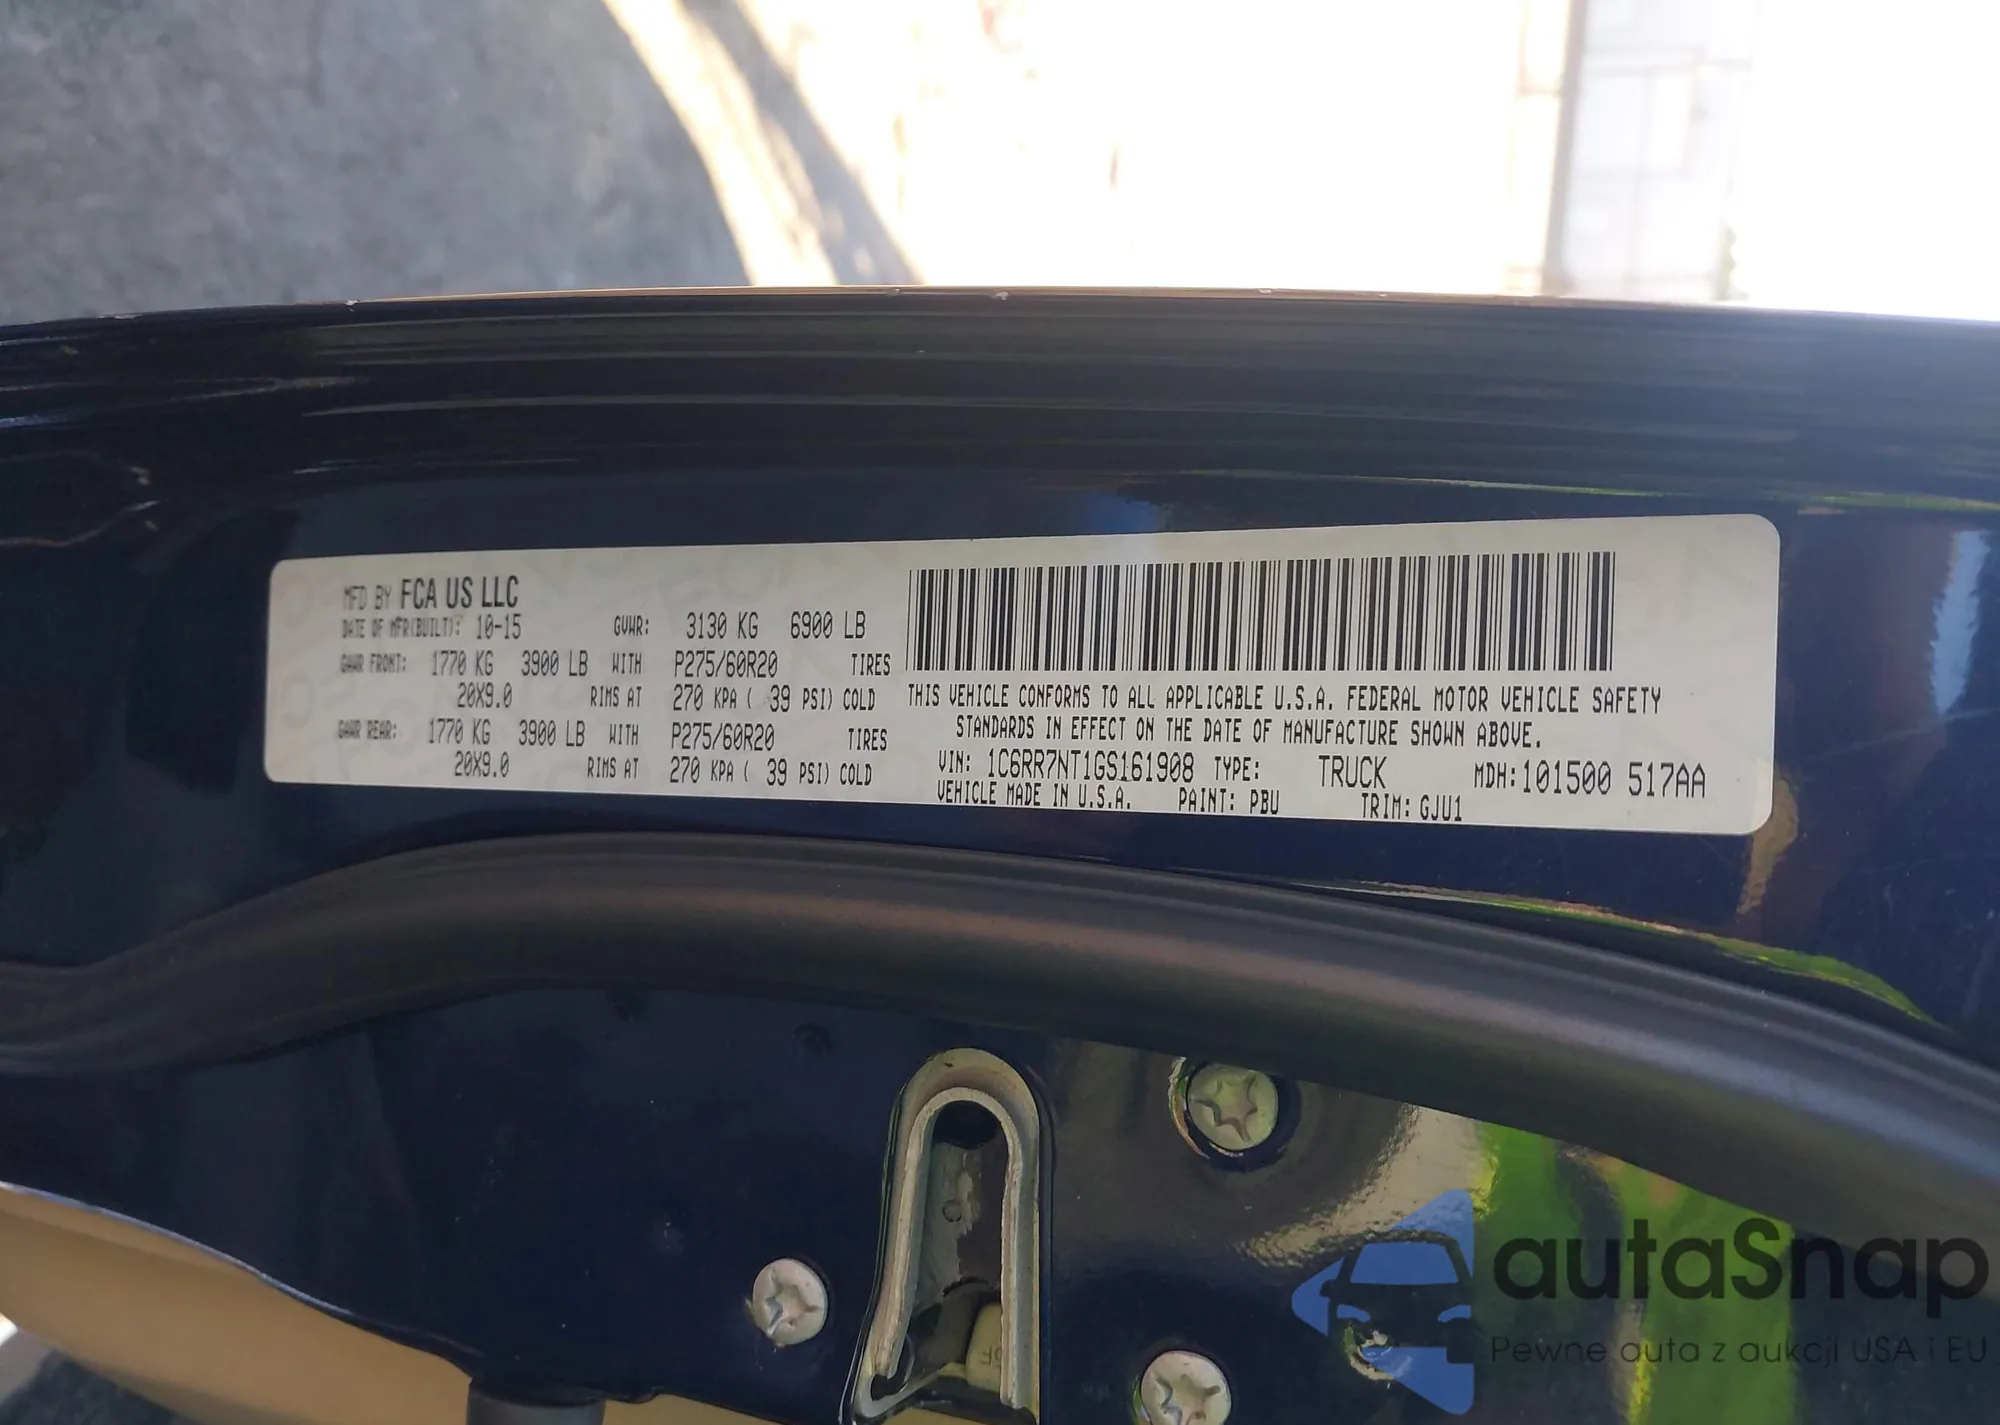 MFD BY FCA US LLC
DATE OF MFR(BUILT): 10-15 GVWR: 3130 KG 6900 LB
GAWR FRONT: 1770 KG 3900 LB WITH P275/60R20 TIRES
20X9.0 RIMS AT 270 KPA ( 39 PSI) COLD
GAWR REAR: 1770 KG 3900 LB WITH P275/60R20 TIRES
20X9.0 RIMS AT 270 KPA ( 39 PSI) COLD
THIS VEHICLE CONFORMS TO ALL APPLICABLE U.S.A. FEDERAL MOTOR VEHICLE SAFETY
STANDARDS IN EFFECT ON THE DATE OF MANUFACTURE SHOWN ABOVE.
VIN: 1C6RR7NT1GS161908 TYPE: TRUCK MDH: 101500 517AA
VEHICLE MADE IN U.S.A. PAINT: PBU TRIM: GJU1
autaSnap
Pewne auta z aukcji USA i EU